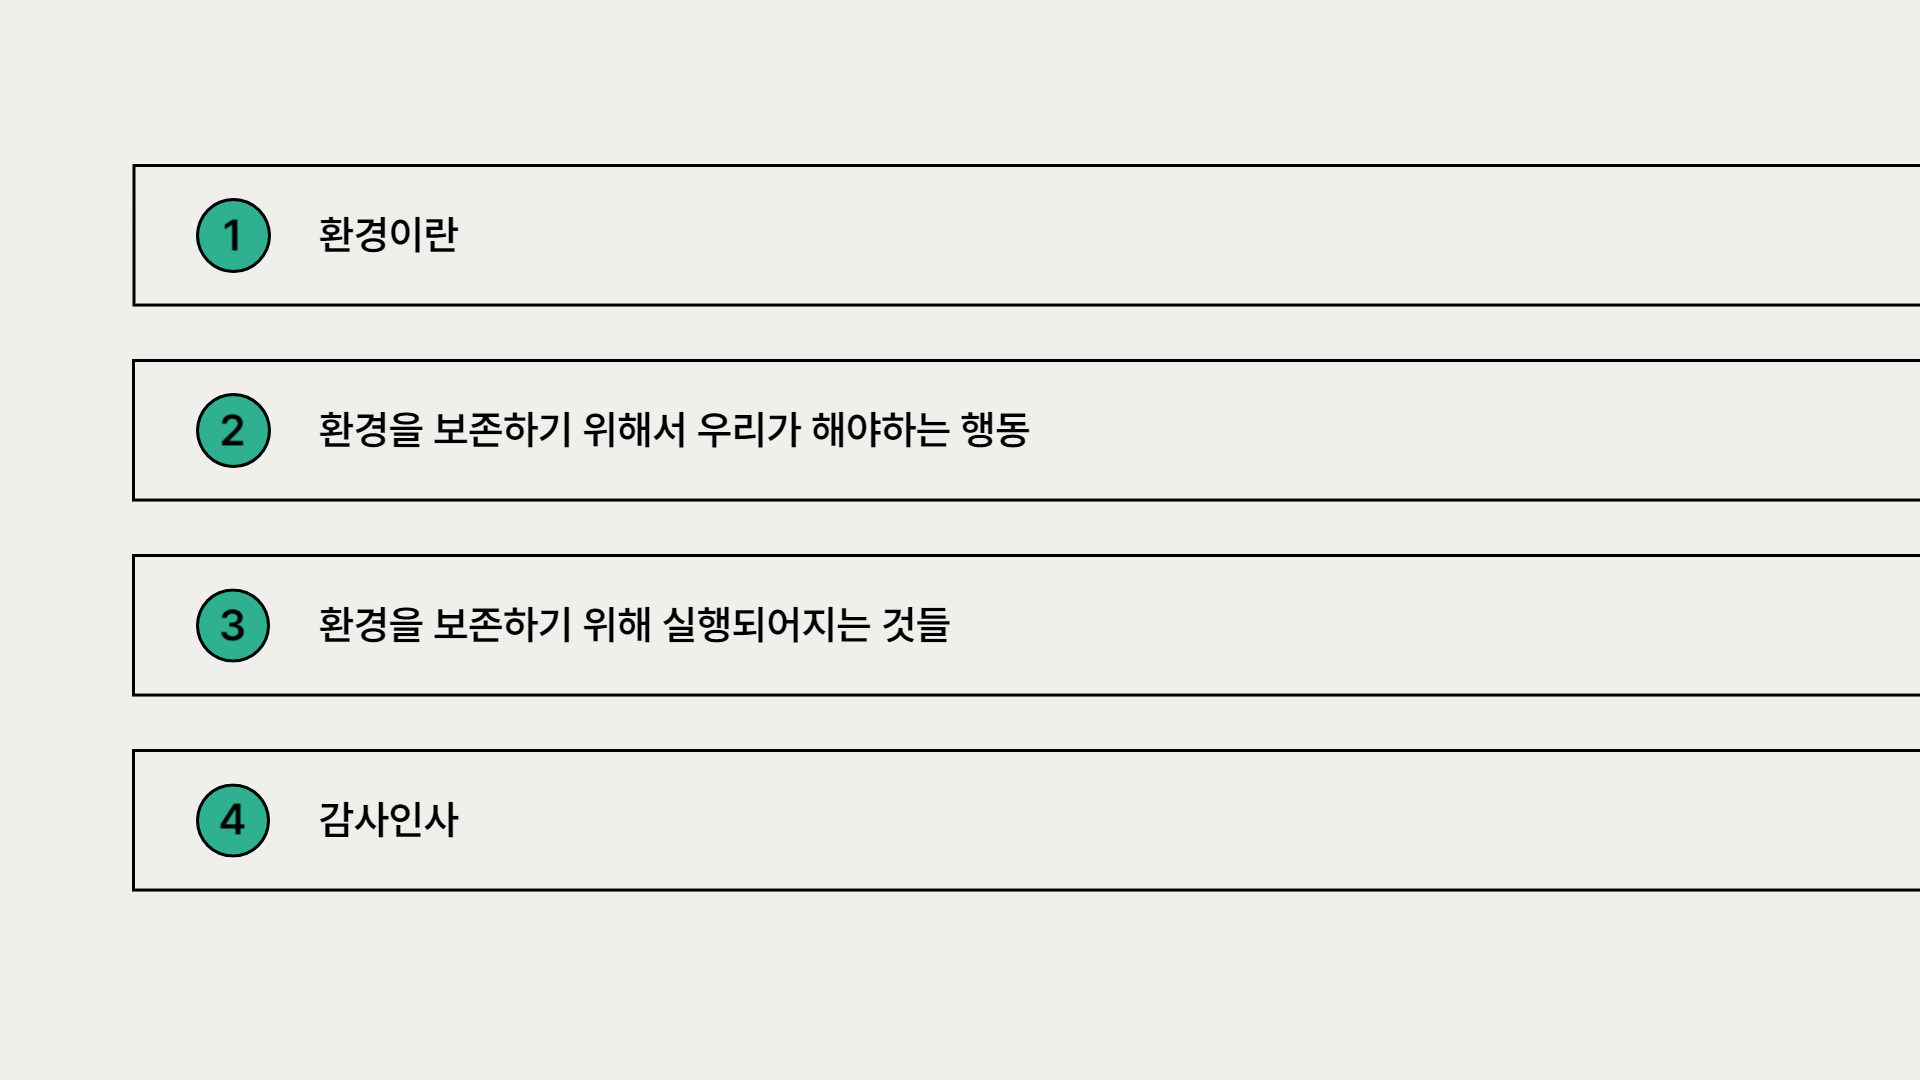 1 환경이란
2 환경을 보존하기 위해서 우리가 해야하는 행동
3 환경을 보존하기 위해 실행되어지는 것들
4 감사인사